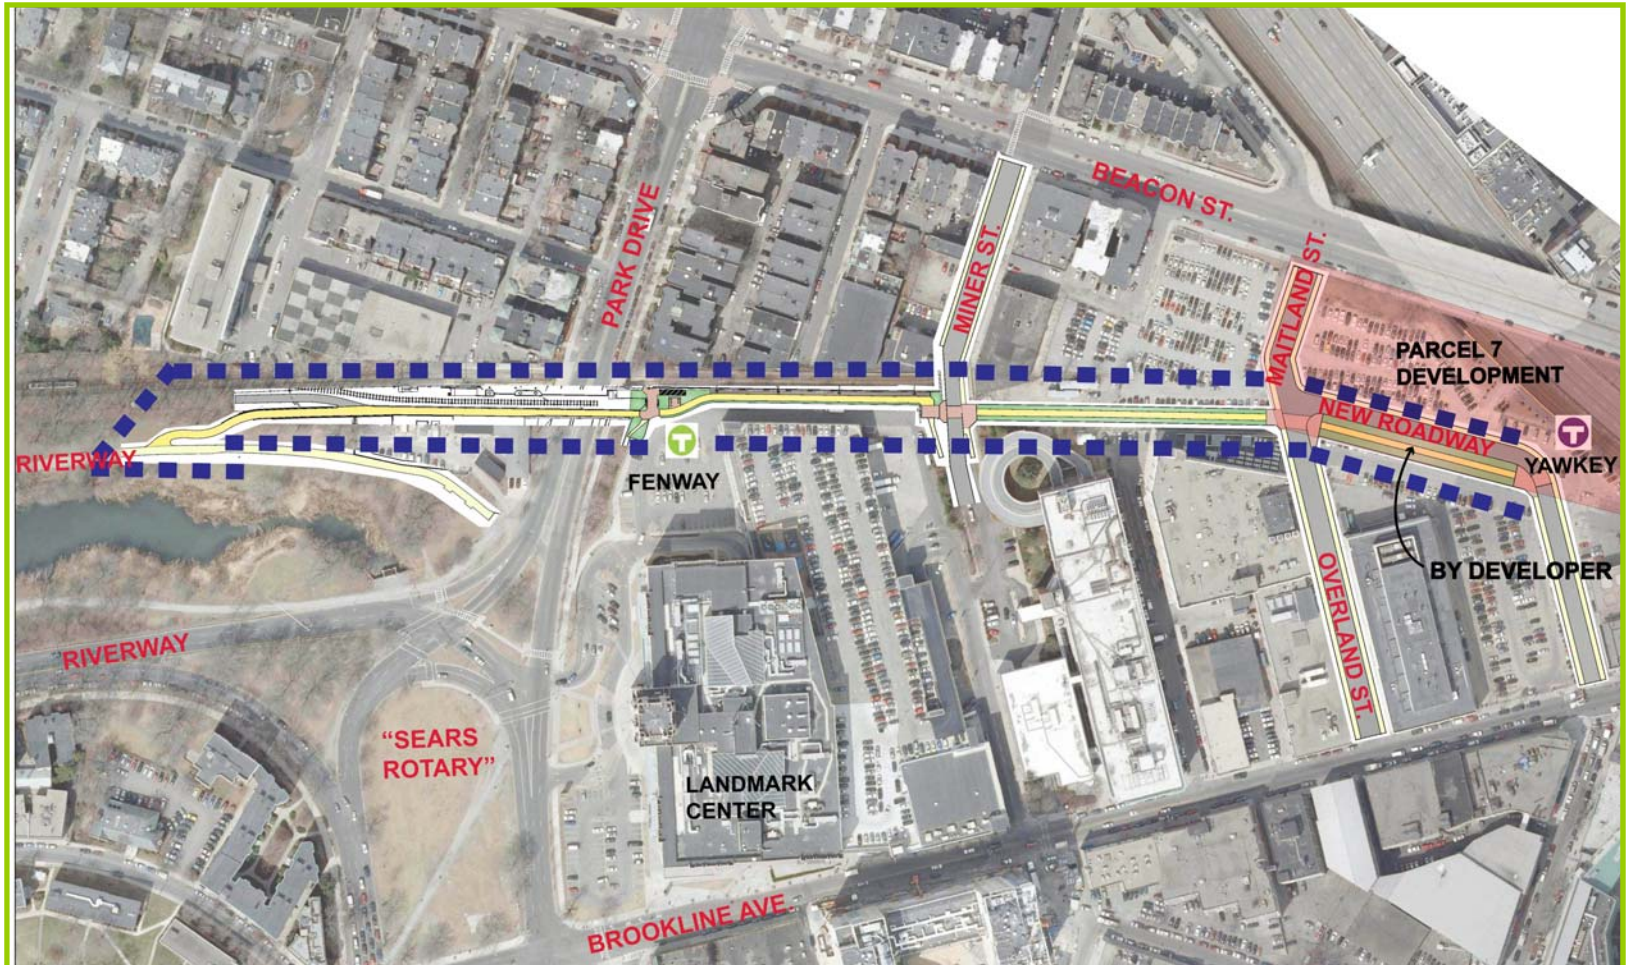 BEACON ST.
PARK DRIVE
MINER ST.
MAITLAND ST.
PARCEL 7
DEVELOPMENT
NEW ROADWAY
T
YAWKEY
RIVERWAY
T
FENWAY
BY DEVELOPER
OVERLAND ST.
RIVERWAY
“SEARS
ROTARY”
LANDMARK
CENTER
BROOKLINE AVE.